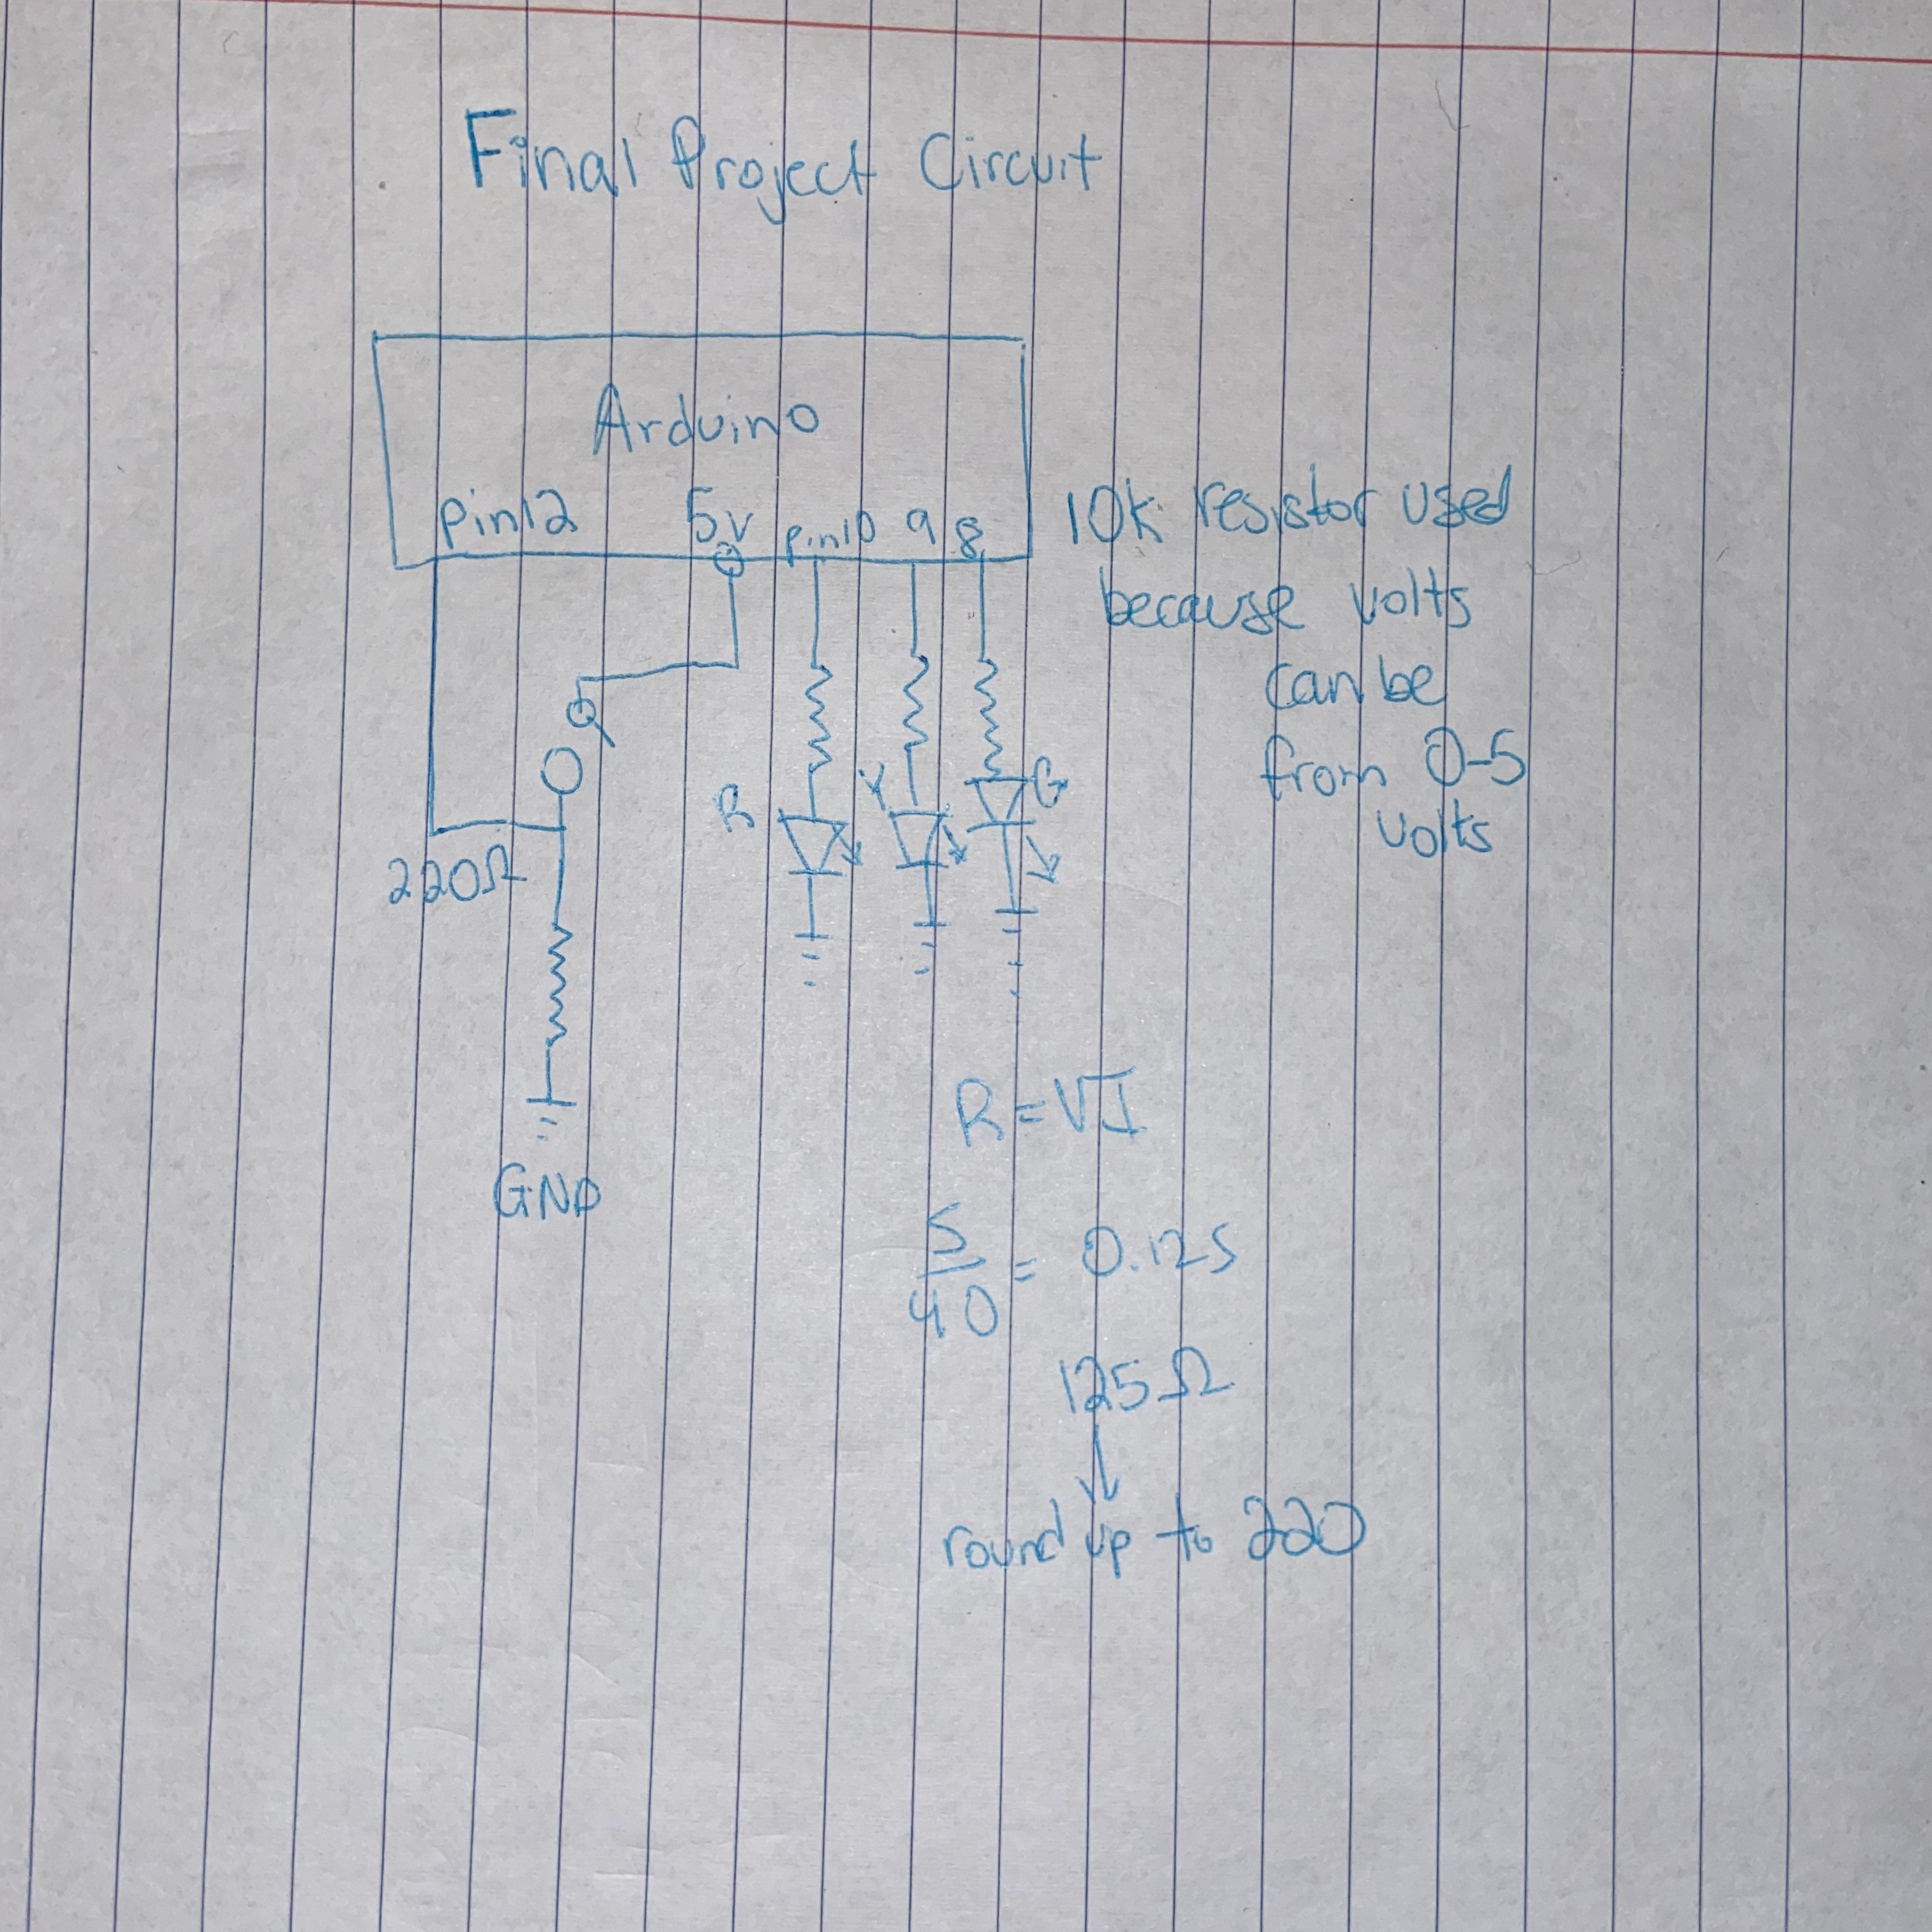 Final Project Circuit
Arduino
pin12 5v pin10 9 8
10k resistor used
because volts
can be
from 0-5
volts
R Y G
220Ω
GND
R=VI
5/40 = 0.125
125Ω
↓
round up to 220